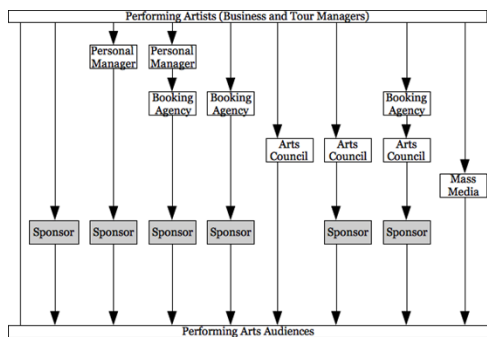 Performing Artists (Business and Tour Managers)
Personal
Manager
Personal
Manager
Booking
Agency
Booking
Agency
Booking
Agency
Arts
Council
Arts
Council
Arts
Council
Mass
Media
Sponsor
Sponsor
Sponsor
Sponsor
Sponsor
Sponsor
Performing Arts Audiences